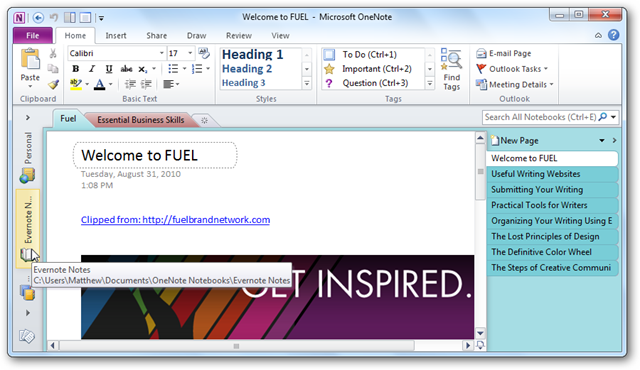 Welcome to FUEL - Microsoft OneNote
File Home Insert Share Draw Review View
Calibri 17
To Do (Ctrl+1)
Important (Ctrl+2)
Question (Ctrl+3)
Heading 1
Heading 2
Heading 3
Paste
Find
Tags
E-mail Page
Outlook Tasks
Meeting Details
Clipboard Basic Text Styles Tags Outlook
Fuel Essential Business Skills
Search All Notebooks (Ctrl+E)
Personal
Evernote N...
Welcome to FUEL
Tuesday, August 31, 2010
1:08 PM
Clipped from: http://fuelbrandnetwork.com
GET INSPIRED.
Evernote Notes
C:\Users\Matthew\Documents\OneNote Notebooks\Evernote Notes
New Page
Welcome to FUEL
Useful Writing Websites
Submitting Your Writing
Practical Tools for Writers
Organizing Your Writing Using E
The Lost Principles of Design
The Definitive Color Wheel
The Steps of Creative Communi